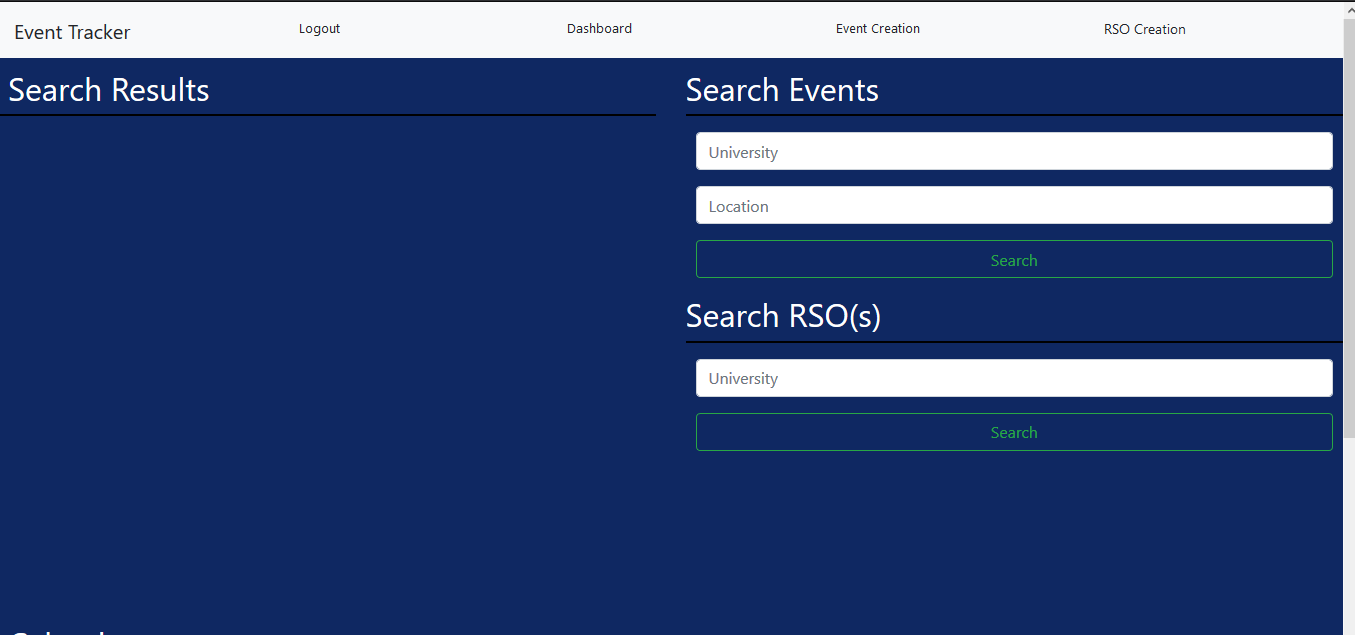 Event Tracker
Logout
Dashboard
Event Creation
RSO Creation
Search Results
Search Events
University
Location
Search
Search RSO(s)
University
Search